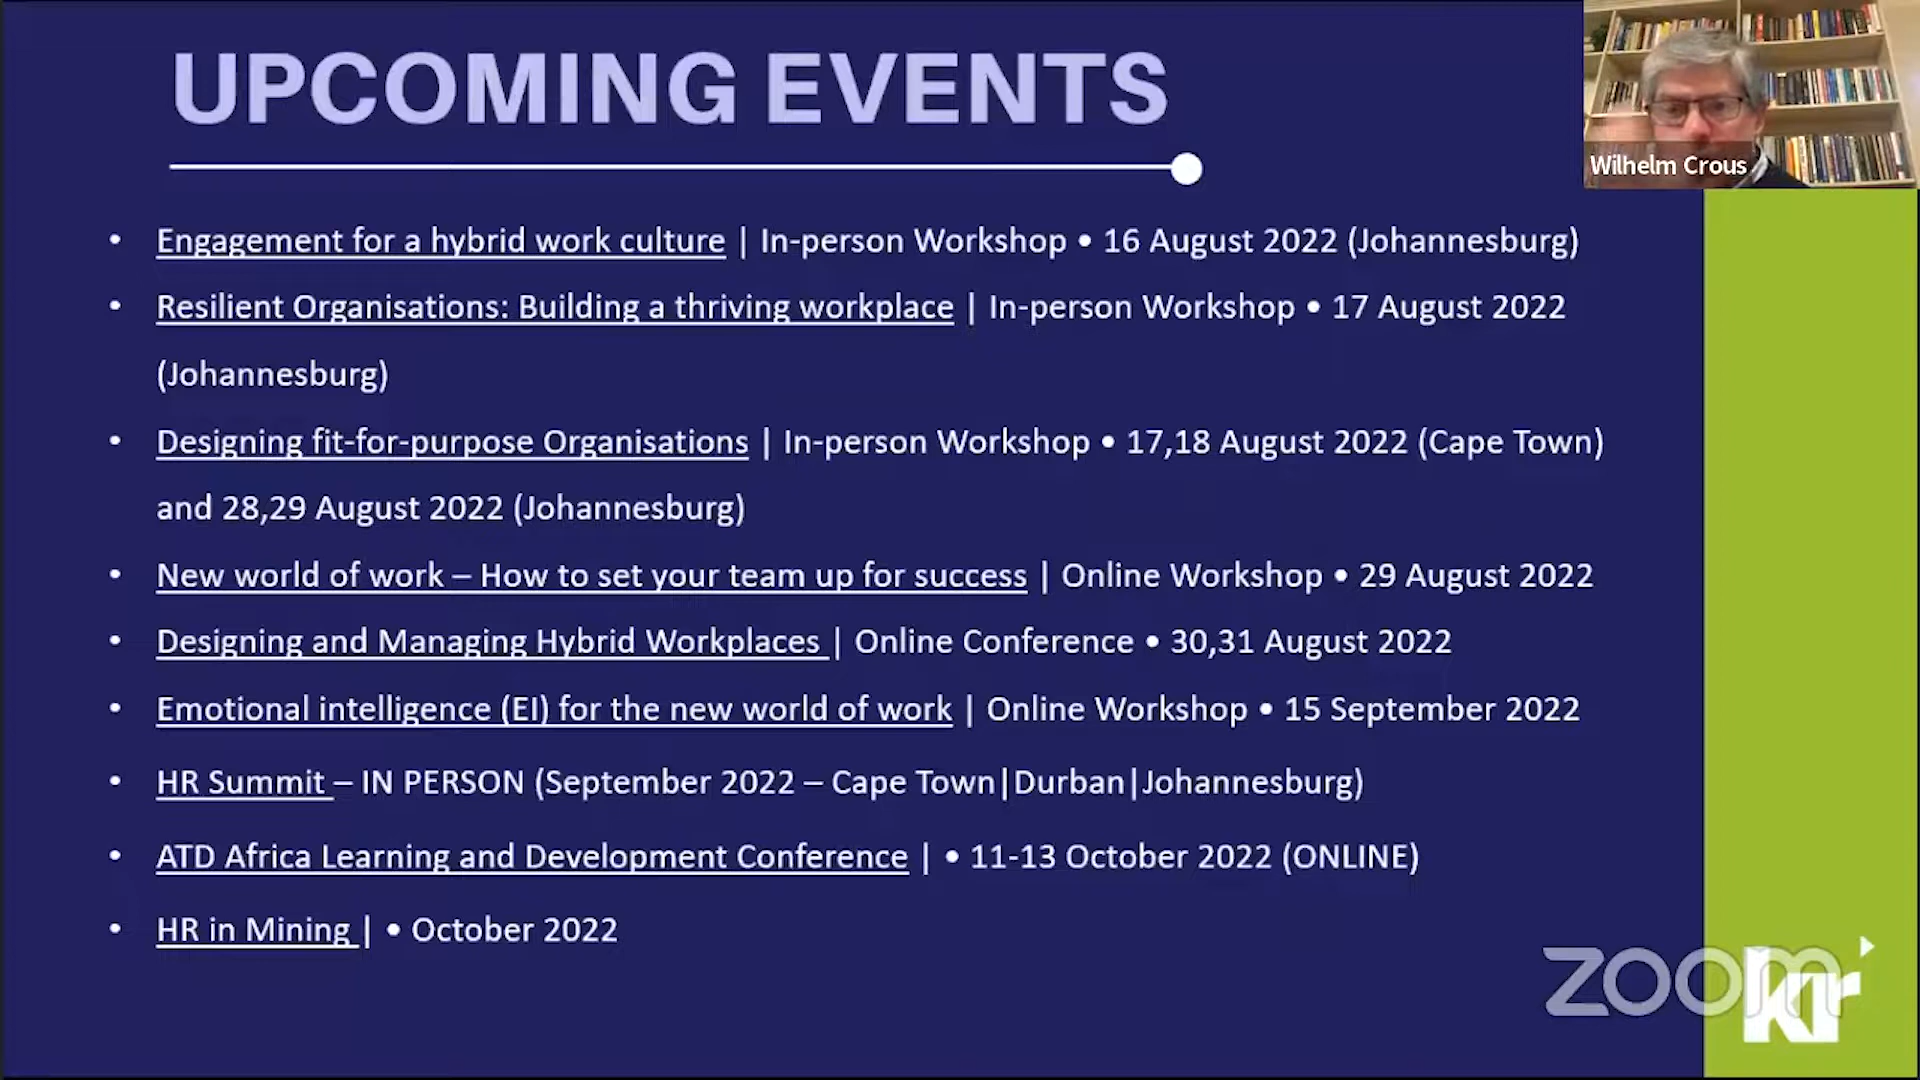 UPCOMING EVENTS
Wilhelm Crous
• Engagement for a hybrid work culture | In-person Workshop • 16 August 2022 (Johannesburg)
• Resilient Organisations: Building a thriving workplace | In-person Workshop • 17 August 2022
(Johannesburg)
• Designing fit-for-purpose Organisations | In-person Workshop • 17,18 August 2022 (Cape Town)
and 28,29 August 2022 (Johannesburg)
• New world of work – How to set your team up for success | Online Workshop • 29 August 2022
• Designing and Managing Hybrid Workplaces | Online Conference • 30,31 August 2022
• Emotional intelligence (EI) for the new world of work | Online Workshop • 15 September 2022
• HR Summit – IN PERSON (September 2022 – Cape Town|Durban|Johannesburg)
• ATD Africa Learning and Development Conference | • 11-13 October 2022 (ONLINE)
• HR in Mining | • October 2022
zoom
kr